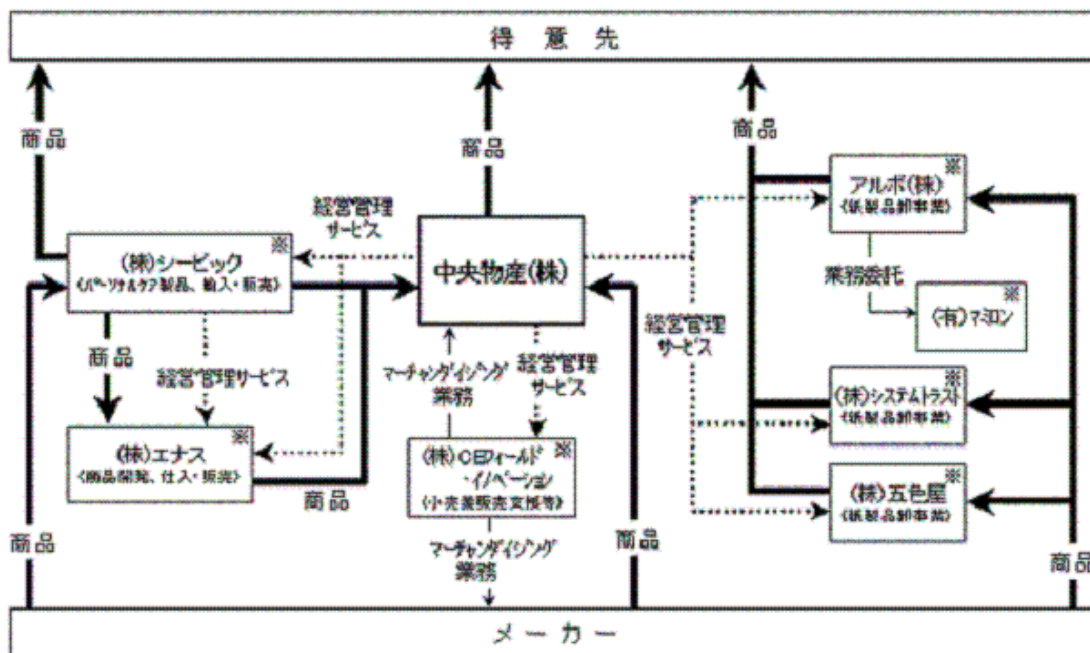 得意先
商品
商品
商品
※
アルボ(株)
《紙製品卸事業》
経営管理
サービス
※
(株)シービック
《パーソナルケア製品、輸入・販売》
中央物産(株)
業務委託
※
(有)マミロン
商品
経営管理サービス
マーチャンダイジング
業務
経営管理
サービス
経営管理
サービス
※
(株)システムトラスト
《紙製品卸事業》
※
(株)エナス
《商品開発、仕入・販売》
商品
※
(株)CEフィールド
・イノベーション
《小売業販売支援等》
※
(株)五色屋
《紙製品卸事業》
商品
マーチャンダイジング
業務
商品
商品
メーカー